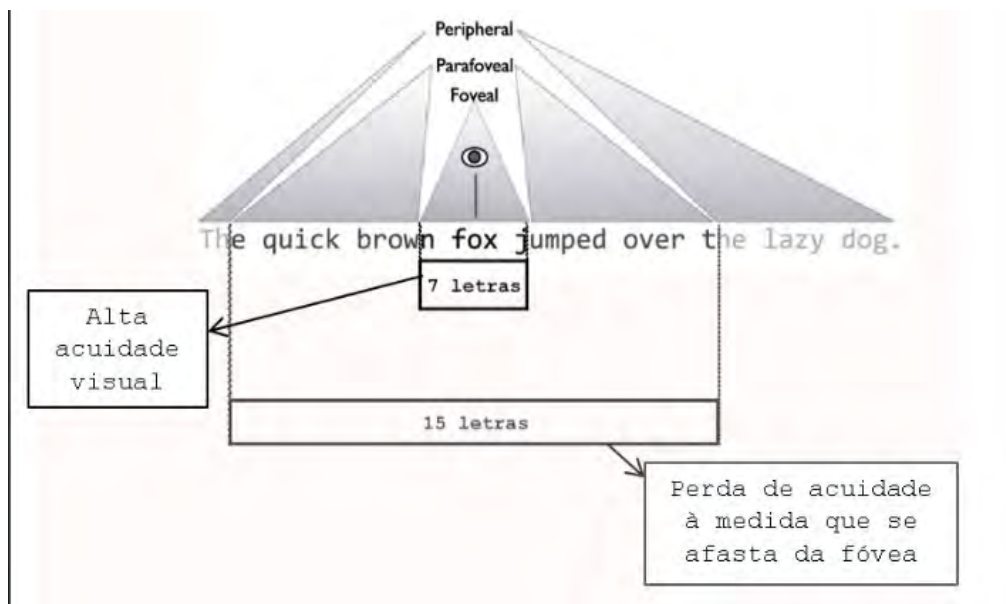 Peripheral
Parafoveal
Foveal
The quick brown fox jumped over the lazy dog.
7 letras
Alta
acuidade
visual
15 letras
Perda de acuidade
à medida que se
afasta da fóvea